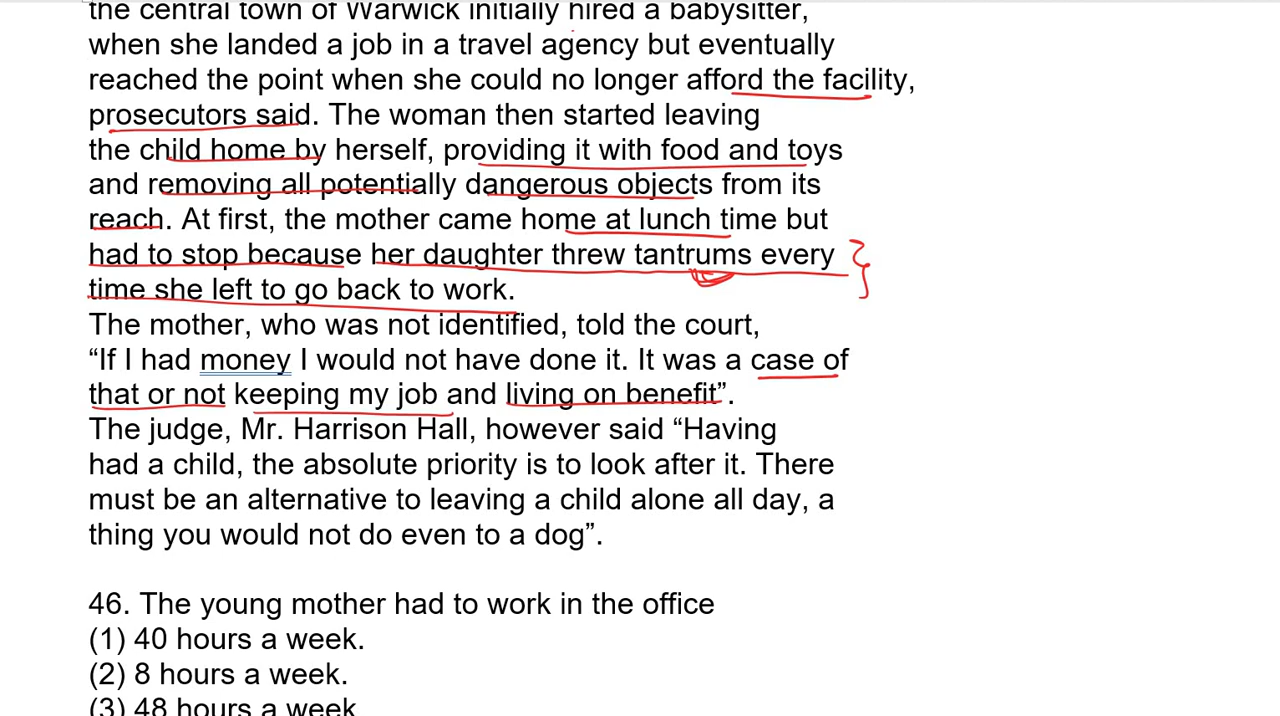 the central town of Warwick initially hired a babysitter,
when she landed a job in a travel agency but eventually
reached the point when she could no longer afford the facility,
prosecutors said. The woman then started leaving
the child home by herself, providing it with food and toys
and removing all potentially dangerous objects from its
reach. At first, the mother came home at lunch time but
had to stop because her daughter threw tantrums every
time she left to go back to work.
The mother, who was not identified, told the court,
“If I had money I would not have done it. It was a case of
that or not keeping my job and living on benefit”.
The judge, Mr. Harrison Hall, however said “Having
had a child, the absolute priority is to look after it. There
must be an alternative to leaving a child alone all day, a
thing you would not do even to a dog”.
46. The young mother had to work in the office
(1) 40 hours a week.
(2) 8 hours a week.
(3) 48 hours a week